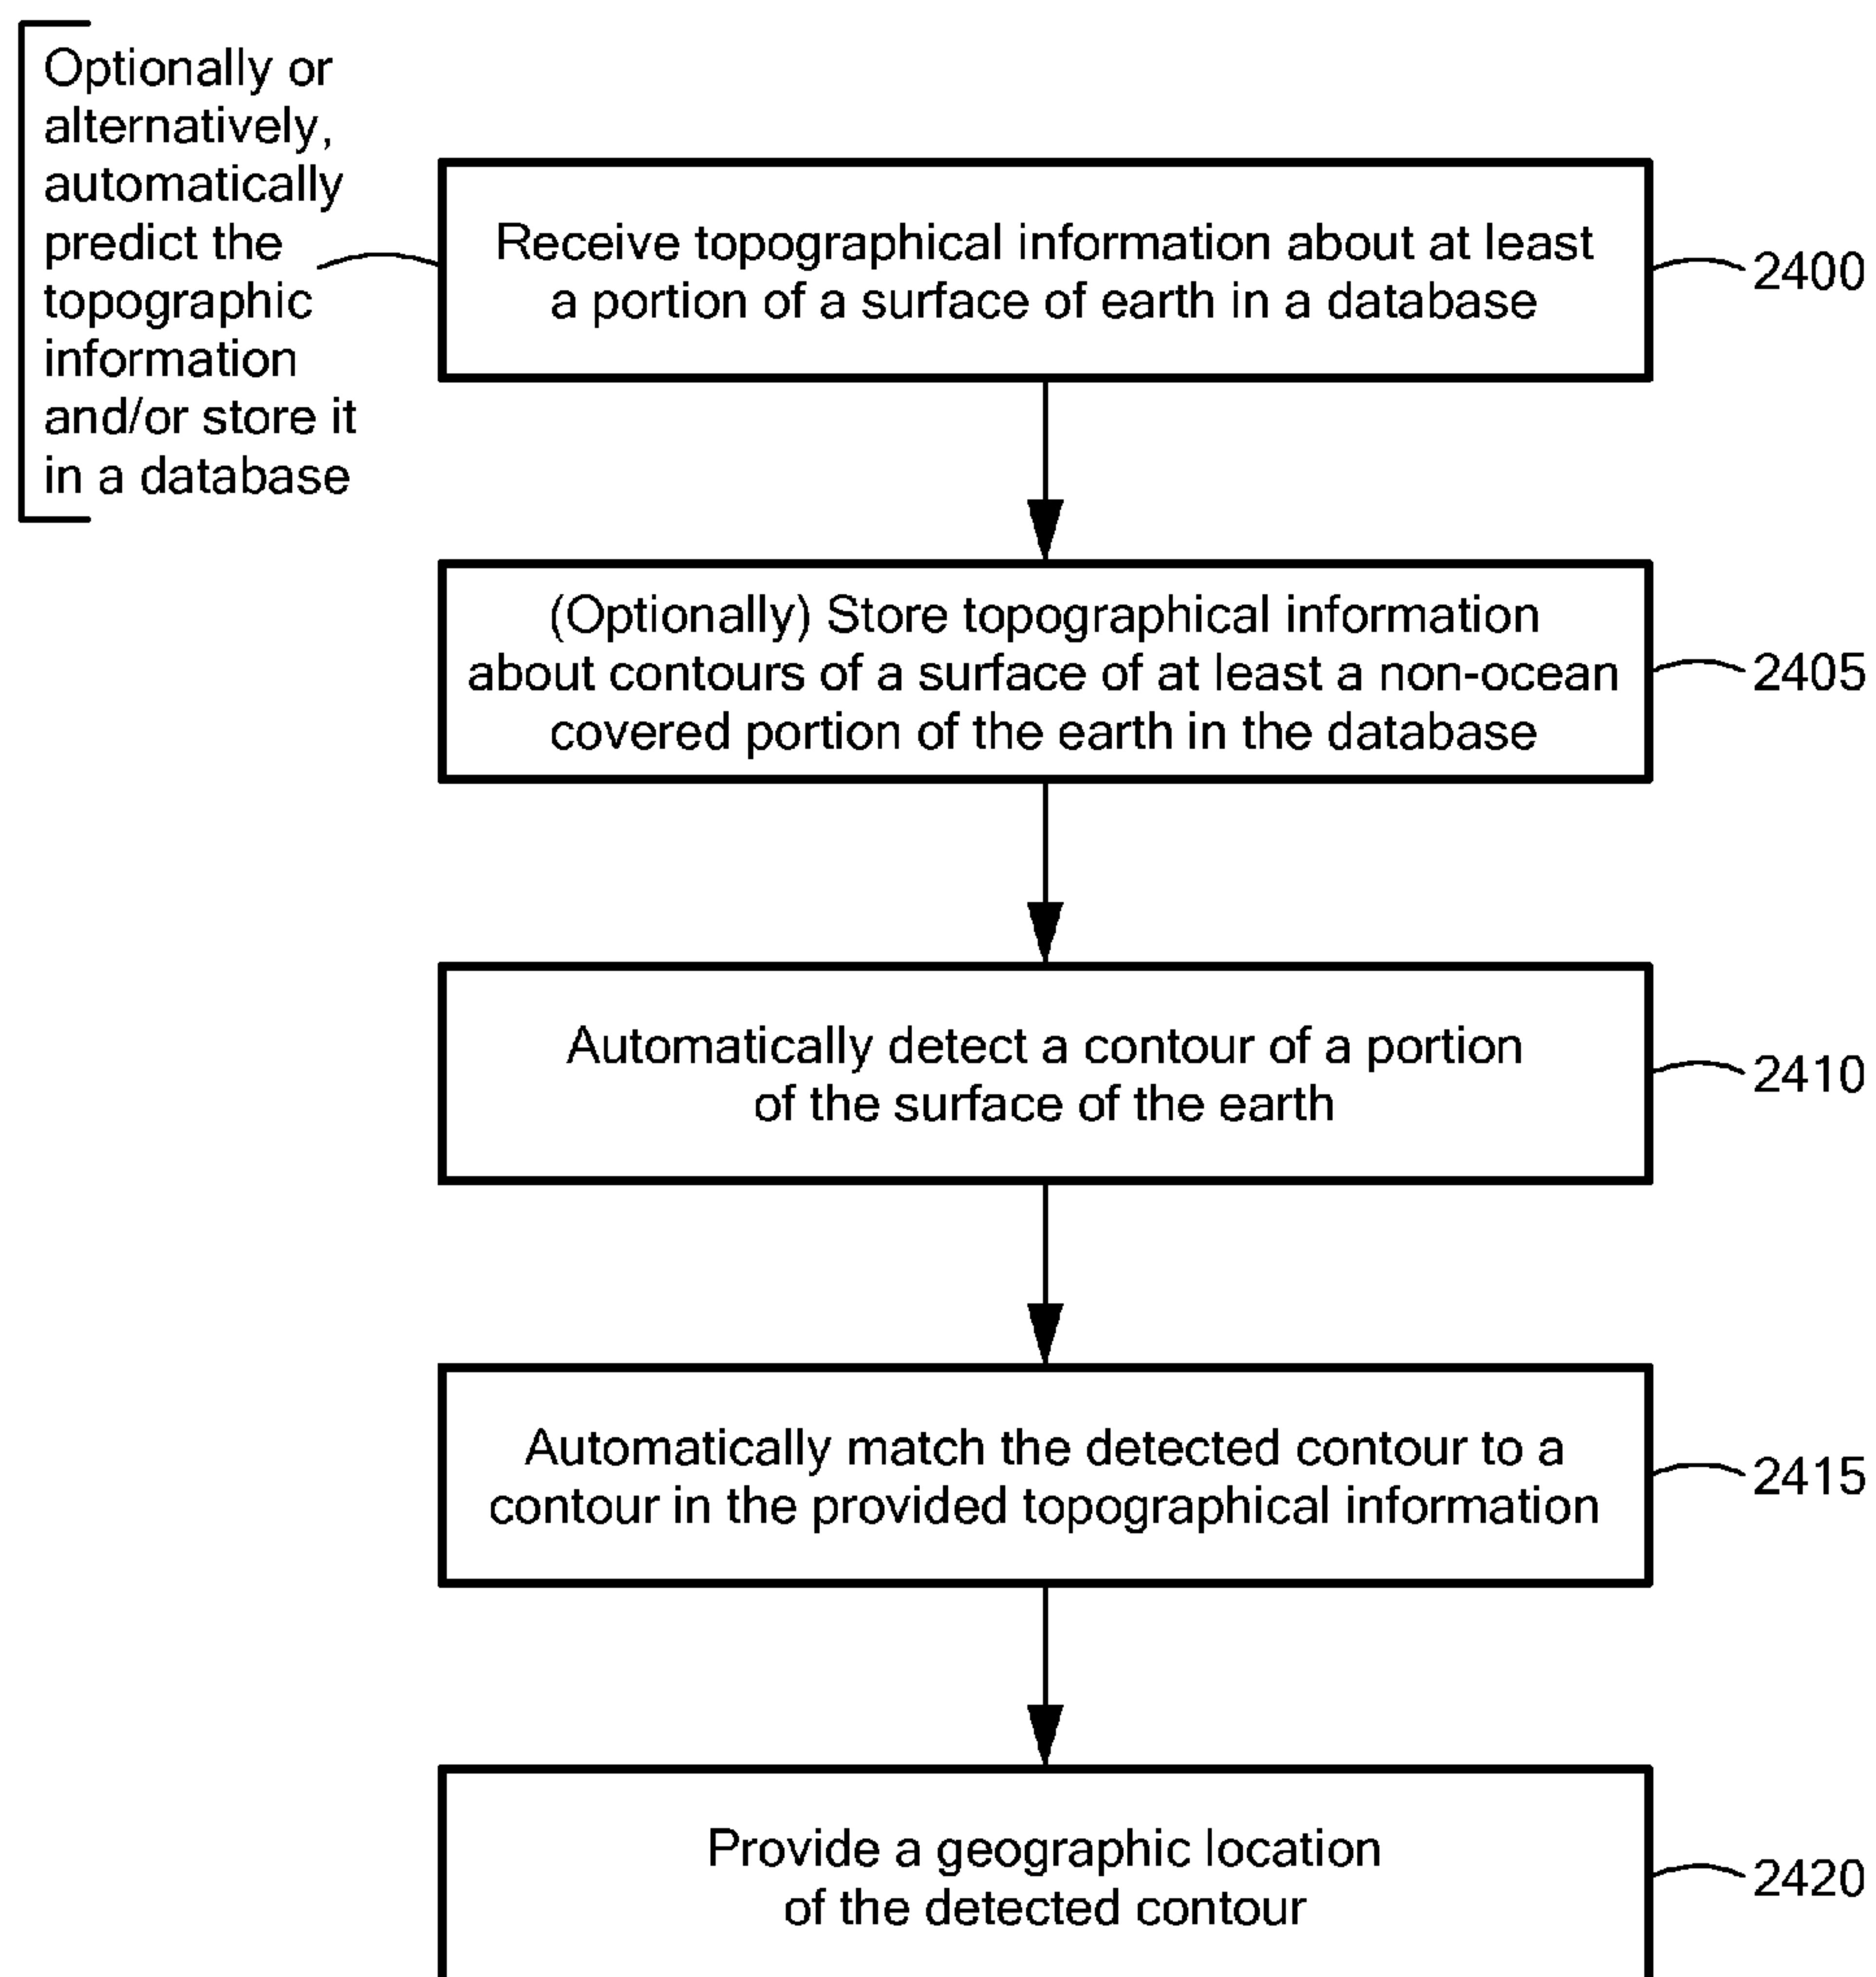 Optionally or
alternatively,
automatically
predict the
topographic
information
and/or store it
in a database
Receive topographical information about at least
a portion of a surface of earth in a database
2400
(Optionally) Store topographical information
about contours of a surface of at least a non-ocean
covered portion of the earth in the database
2405
Automatically detect a contour of a portion
of the surface of the earth
2410
Automatically match the detected contour to a
contour in the provided topographical information
2415
Provide a geographic location
of the detected contour
2420